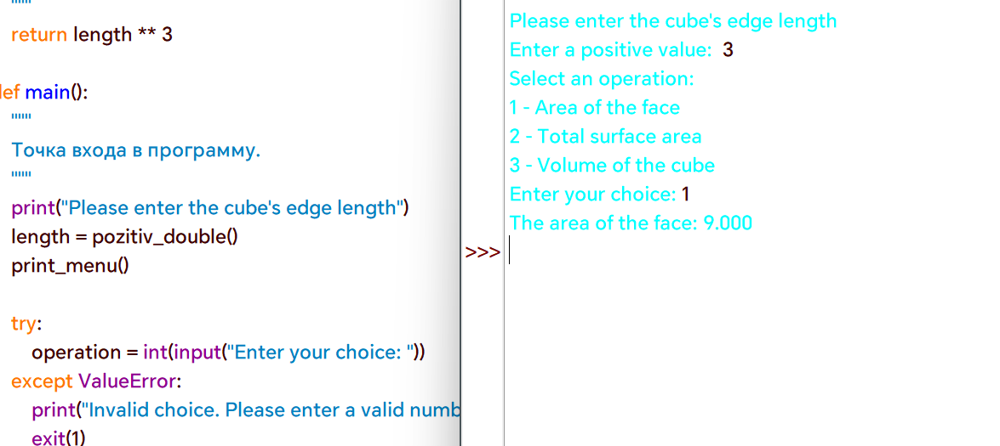 """
return length ** 3
ef main():
"""
Точка входа в программу.
"""
print("Please enter the cube's edge length")
length = pozitiv_double()
print_menu()
try:
operation = int(input("Enter your choice: "))
except ValueError:
print("Invalid choice. Please enter a valid numb
exit(1)
Please enter the cube's edge length
Enter a positive value:  3
Select an operation:
1 - Area of the face
2 - Total surface area
3 - Volume of the cube
Enter your choice: 1
The area of the face: 9.000
>>>